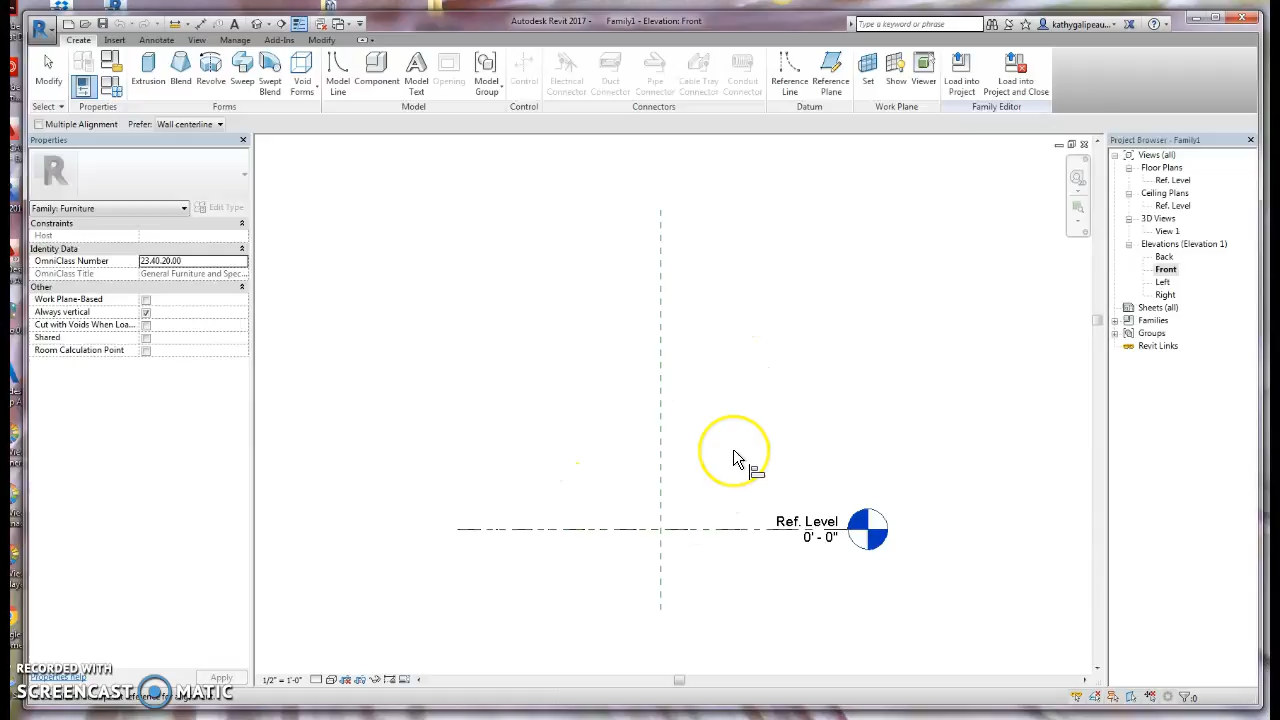 Autodesk Revit 2017 - Family1 - Elevation: Front
Type a keyword or phrase
kathygalipeau...
Create Insert Annotate View Manage Add-Ins Modify
Modify
Extrusion Blend Revolve Sweep Swept Blend Void Forms
Model Line Component Model Text Opening Model Group
Control
Electrical Connector Duct Connector Pipe Connector Cable Tray Connector Conduit Connector
Reference Line Reference Plane
Set Show Viewer
Load into Project Load into Project and Close
Select Properties Forms Model Control Connectors Datum Work Plane Family Editor
Multiple Alignment Prefer: Wall centerline
Properties
Family: Furniture Edit Type
Constraints
Host
Identity Data
OmniClass Number 23.40.20.00
OmniClass Title General Furniture and Spec...
Other
Work Plane-Based
Always vertical
Cut with Voids When Loa...
Shared
Room Calculation Point
Properties help Apply
Ref. Level
0' - 0"
Project Browser - Family1
Views (all)
Floor Plans
Ref. Level
Ceiling Plans
Ref. Level
3D Views
View 1
Elevations (Elevation 1)
Back
Front
Left
Right
Sheets (all)
Families
Groups
Revit Links
1/2" = 1'-0"
:0
RECORDED WITH
SCREENCAST MATIC